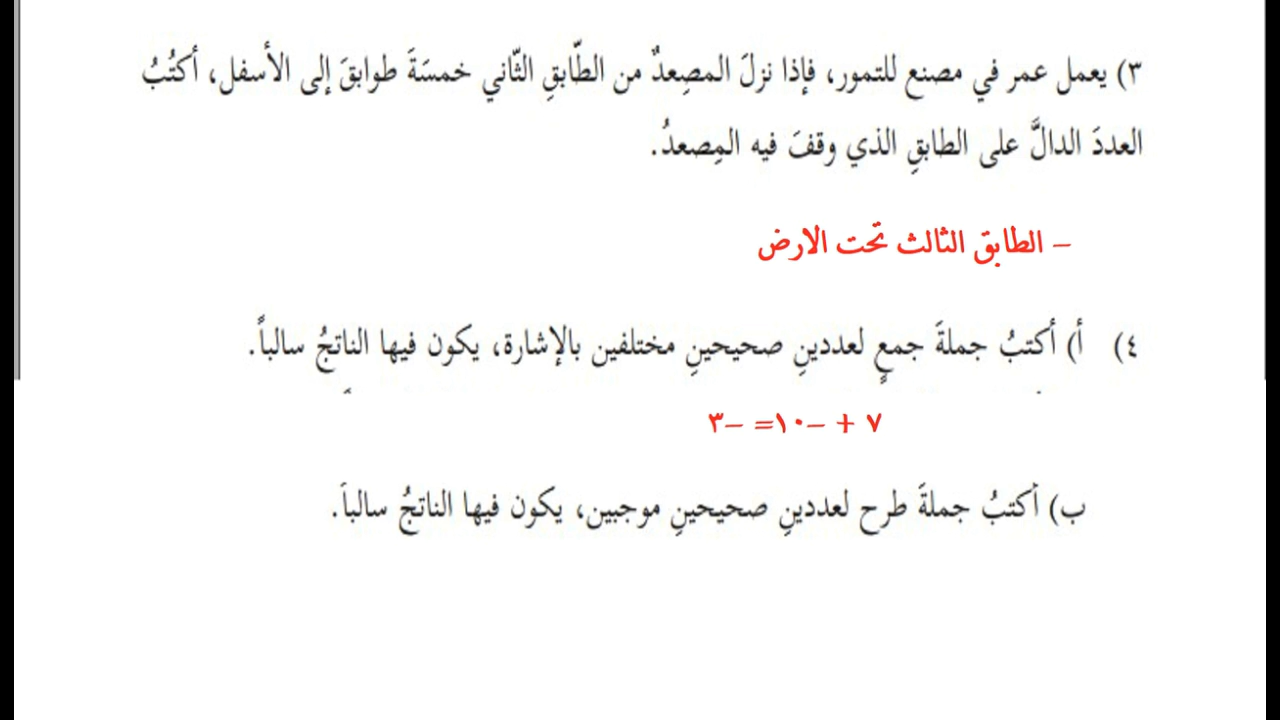 ٣) يعمل عمر في مصنع للتمور، فإذا نزلَ المصِعدٌ من الطّابقِ الثّاني خمسَةَ طوابقَ إلى الأسفل، أكتُبُ
العددَ الدالَّ على الطابقِ الذي وقفَ فيه المِصعدُ.
– الطابق الثالث تحت الارض
٤) أ) أكتبُ جملةَ جمعٍ لعددينِ صحيحينِ مختلفين بالإشارة، يكون فيها الناتجُ سالباً.
٧ + –١٠= –٣
ب) أكتبُ جملةَ طرح لعددينِ صحيحينِ موجبين، يكون فيها الناتجُ سالباَ.